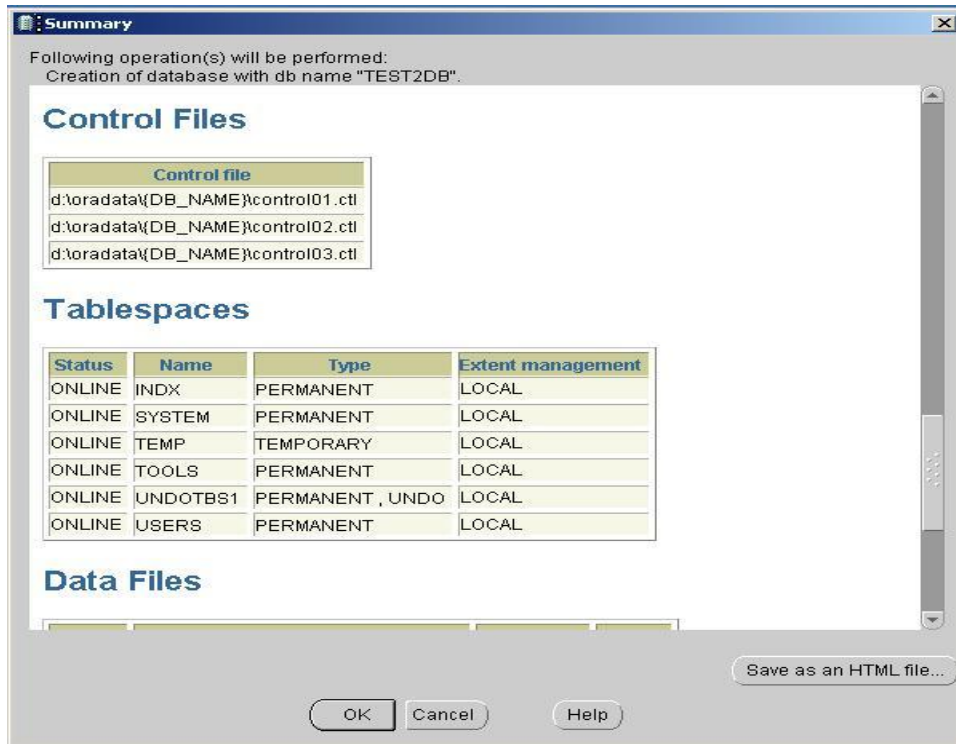 Summary
Following operation(s) will be performed:
Creation of database with db name "TEST2DB".
Control Files
Control file
d:\oradata\{DB_NAME}\control01.ctl
d:\oradata\{DB_NAME}\control02.ctl
d:\oradata\{DB_NAME}\control03.ctl
Tablespaces
Status Name Type Extent management
ONLINE INDX PERMANENT LOCAL
ONLINE SYSTEM PERMANENT LOCAL
ONLINE TEMP TEMPORARY LOCAL
ONLINE TOOLS PERMANENT LOCAL
ONLINE UNDOTBS1 PERMANENT , UNDO LOCAL
ONLINE USERS PERMANENT LOCAL
Data Files
Save as an HTML file...
OK Cancel Help